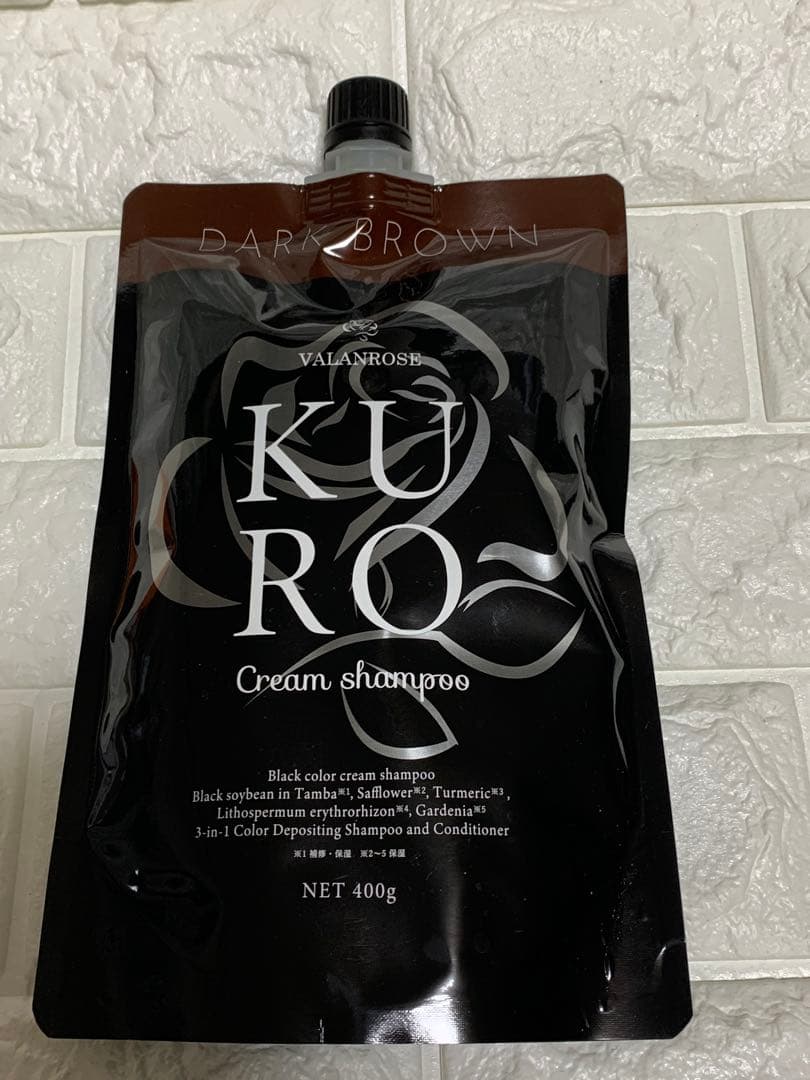 DARK BROWN
VALANROSE
KU
RO
Cream shampoo
Black color cream shampoo
Black soybean in Tamba※1, Safflower※2, Turmeric※3,
Lithospermum erythrorhizon※4, Gardenia※5
3-in-1 Color Depositing Shampoo and Conditioner
※1 補修・保湿 ※2～5 保湿
NET 400g